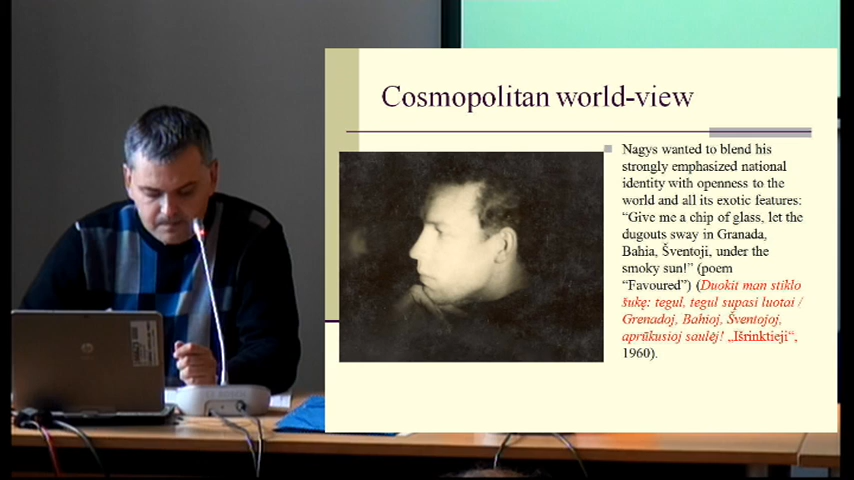 Cosmopolitan world-view
Nagys wanted to blend his
strongly emphasized national
identity with openness to the
world and all its exotic features:
“Give me a chip of glass, let the
dugouts sway in Granada,
Bahia, Šventoji, under the
smoky sun!” (poem
“Favoured”) (Duokit man stiklo
šukę: tegul, tegul supasi luotai /
Grenadoj, Bahioj, Šventojoj,
aprūkusioj saulėj! „Išrinktieji“,
1960).